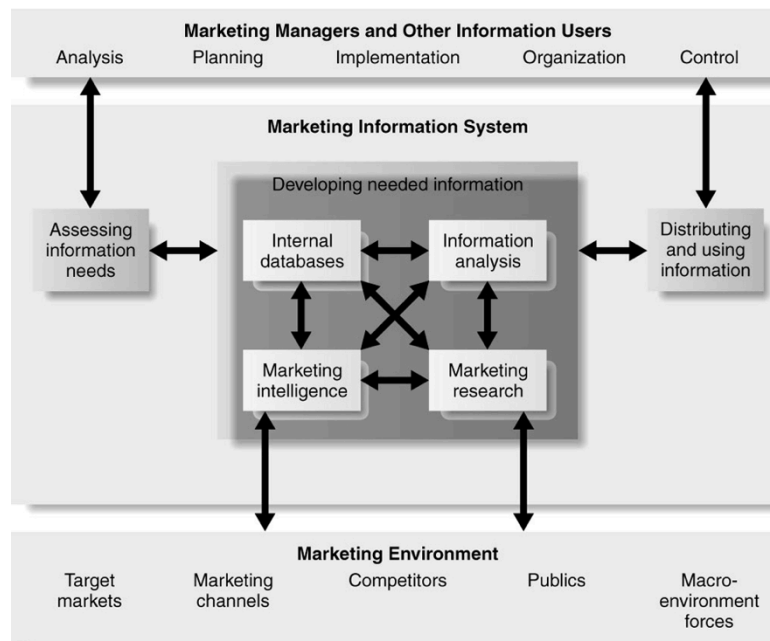 Marketing Managers and Other Information Users
Analysis Planning Implementation Organization Control
Marketing Information System
Developing needed information
Assessing
information
needs
Internal
databases
Information
analysis
Distributing
and using
information
Marketing
intelligence
Marketing
research
Marketing Environment
Target
markets
Marketing
channels
Competitors
Publics
Macro-
environment
forces